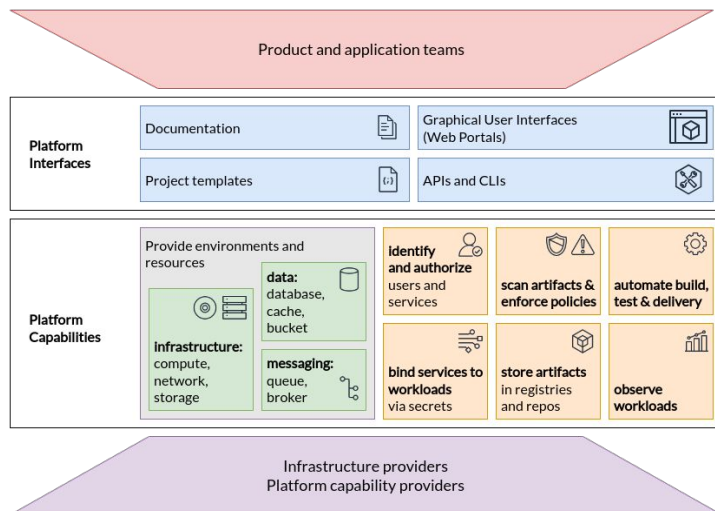 Product and application teams
Platform
Interfaces
Documentation
Graphical User Interfaces
(Web Portals)
Project templates
APIs and CLIs
Platform
Capabilities
Provide environments and
resources
infrastructure:
compute,
network,
storage
data:
database,
cache,
bucket
messaging:
queue,
broker
identify
and authorize
users and
services
scan artifacts &
enforce policies
automate build,
test & delivery
bind services to
workloads
via secrets
store artifacts
in registries
and repos
observe
workloads
Infrastructure providers
Platform capability providers